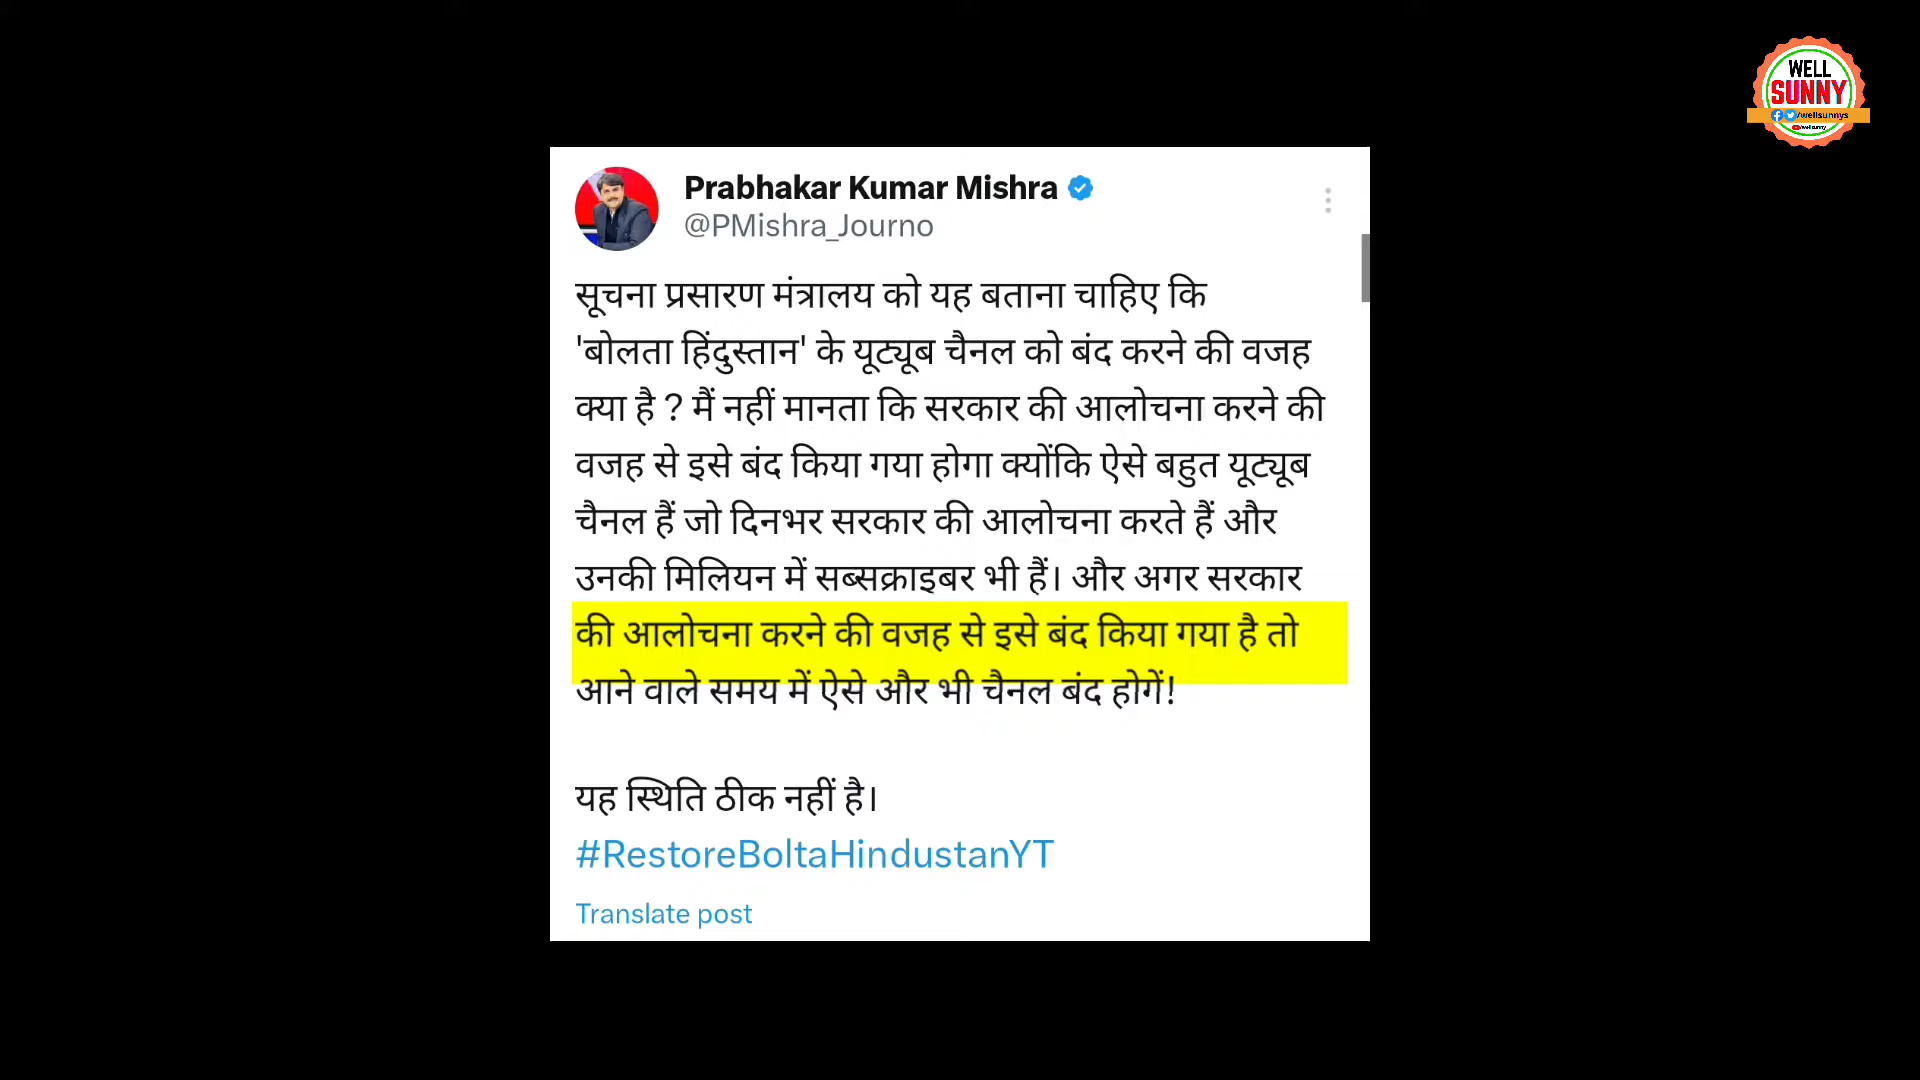 WELL
SUNNY
/wellsunnys
/wellsunny
Prabhakar Kumar Mishra
@PMishra_Journo
सूचना प्रसारण मंत्रालय को यह बताना चाहिए कि
'बोलता हिंदुस्तान' के यूट्यूब चैनल को बंद करने की वजह
क्या है ? मैं नहीं मानता कि सरकार की आलोचना करने की
वजह से इसे बंद किया गया होगा क्योंकि ऐसे बहुत यूट्यूब
चैनल हैं जो दिनभर सरकार की आलोचना करते हैं और
उनकी मिलियन में सब्सक्राइबर भी हैं। और अगर सरकार
की आलोचना करने की वजह से इसे बंद किया गया है तो
आने वाले समय में ऐसे और भी चैनल बंद होगें!
यह स्थिति ठीक नहीं है।
#RestoreBoltaHindustanYT
Translate post